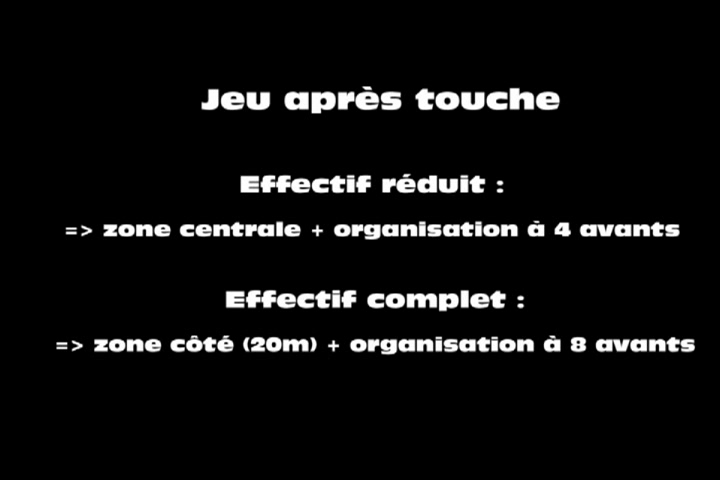 Jeu après touche
Effectif réduit :
=> zone centrale + organisation à 4 avants
Effectif complet :
=> zone côté (20m) + organisation à 8 avants